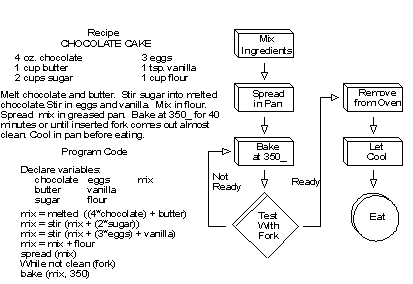 Recipe
CHOCOLATE CAKE
4 oz. chocolate 3 eggs
1 cup butter 1 tsp. vanilla
2 cups sugar 1 cup flour
Melt chocolate and butter. Stir sugar into melted
chocolate. Stir in eggs and vanilla. Mix in flour.
Spread mix in greased pan. Bake at 350_ for 40
minutes or until inserted fork comes out almost
clean. Cool in pan before eating.
Program Code
Declare variables:
chocolate eggs mix
butter vanilla
sugar flour
mix = melted ((4*chocolate) + butter)
mix = stir (mix + (2*sugar))
mix = stir (mix + (3*eggs) + vanilla)
mix = mix + flour
spread (mix)
While not clean (fork)
bake (mix, 350)
Mix
Ingredients
Spread
in Pan
Bake
at 350_
Not
Ready
Test
With
Fork
Ready
Remove
from Oven
Let
Cool
Eat